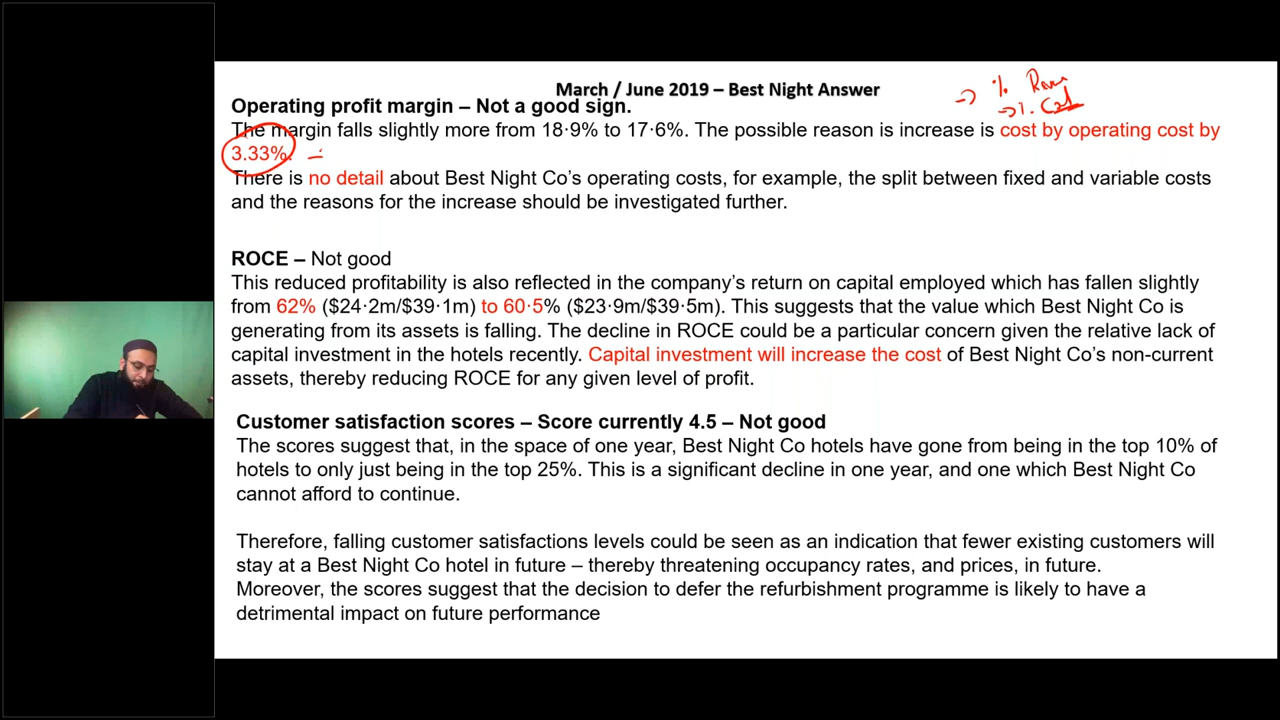 March / June 2019 – Best Night Answer
→ % Rev
→ %. Cost
Operating profit margin – Not a good sign.
The margin falls slightly more from 18·9% to 17·6%. The possible reason is increase is cost by operating cost by
3.33%.
There is no detail about Best Night Co’s operating costs, for example, the split between fixed and variable costs
and the reasons for the increase should be investigated further.
ROCE – Not good
This reduced profitability is also reflected in the company’s return on capital employed which has fallen slightly
from 62% ($24·2m/$39·1m) to 60·5% ($23·9m/$39·5m). This suggests that the value which Best Night Co is
generating from its assets is falling. The decline in ROCE could be a particular concern given the relative lack of
capital investment in the hotels recently. Capital investment will increase the cost of Best Night Co’s non-current
assets, thereby reducing ROCE for any given level of profit.
Customer satisfaction scores – Score currently 4.5 – Not good
The scores suggest that, in the space of one year, Best Night Co hotels have gone from being in the top 10% of
hotels to only just being in the top 25%. This is a significant decline in one year, and one which Best Night Co
cannot afford to continue.
Therefore, falling customer satisfactions levels could be seen as an indication that fewer existing customers will
stay at a Best Night Co hotel in future – thereby threatening occupancy rates, and prices, in future.
Moreover, the scores suggest that the decision to defer the refurbishment programme is likely to have a
detrimental impact on future performance